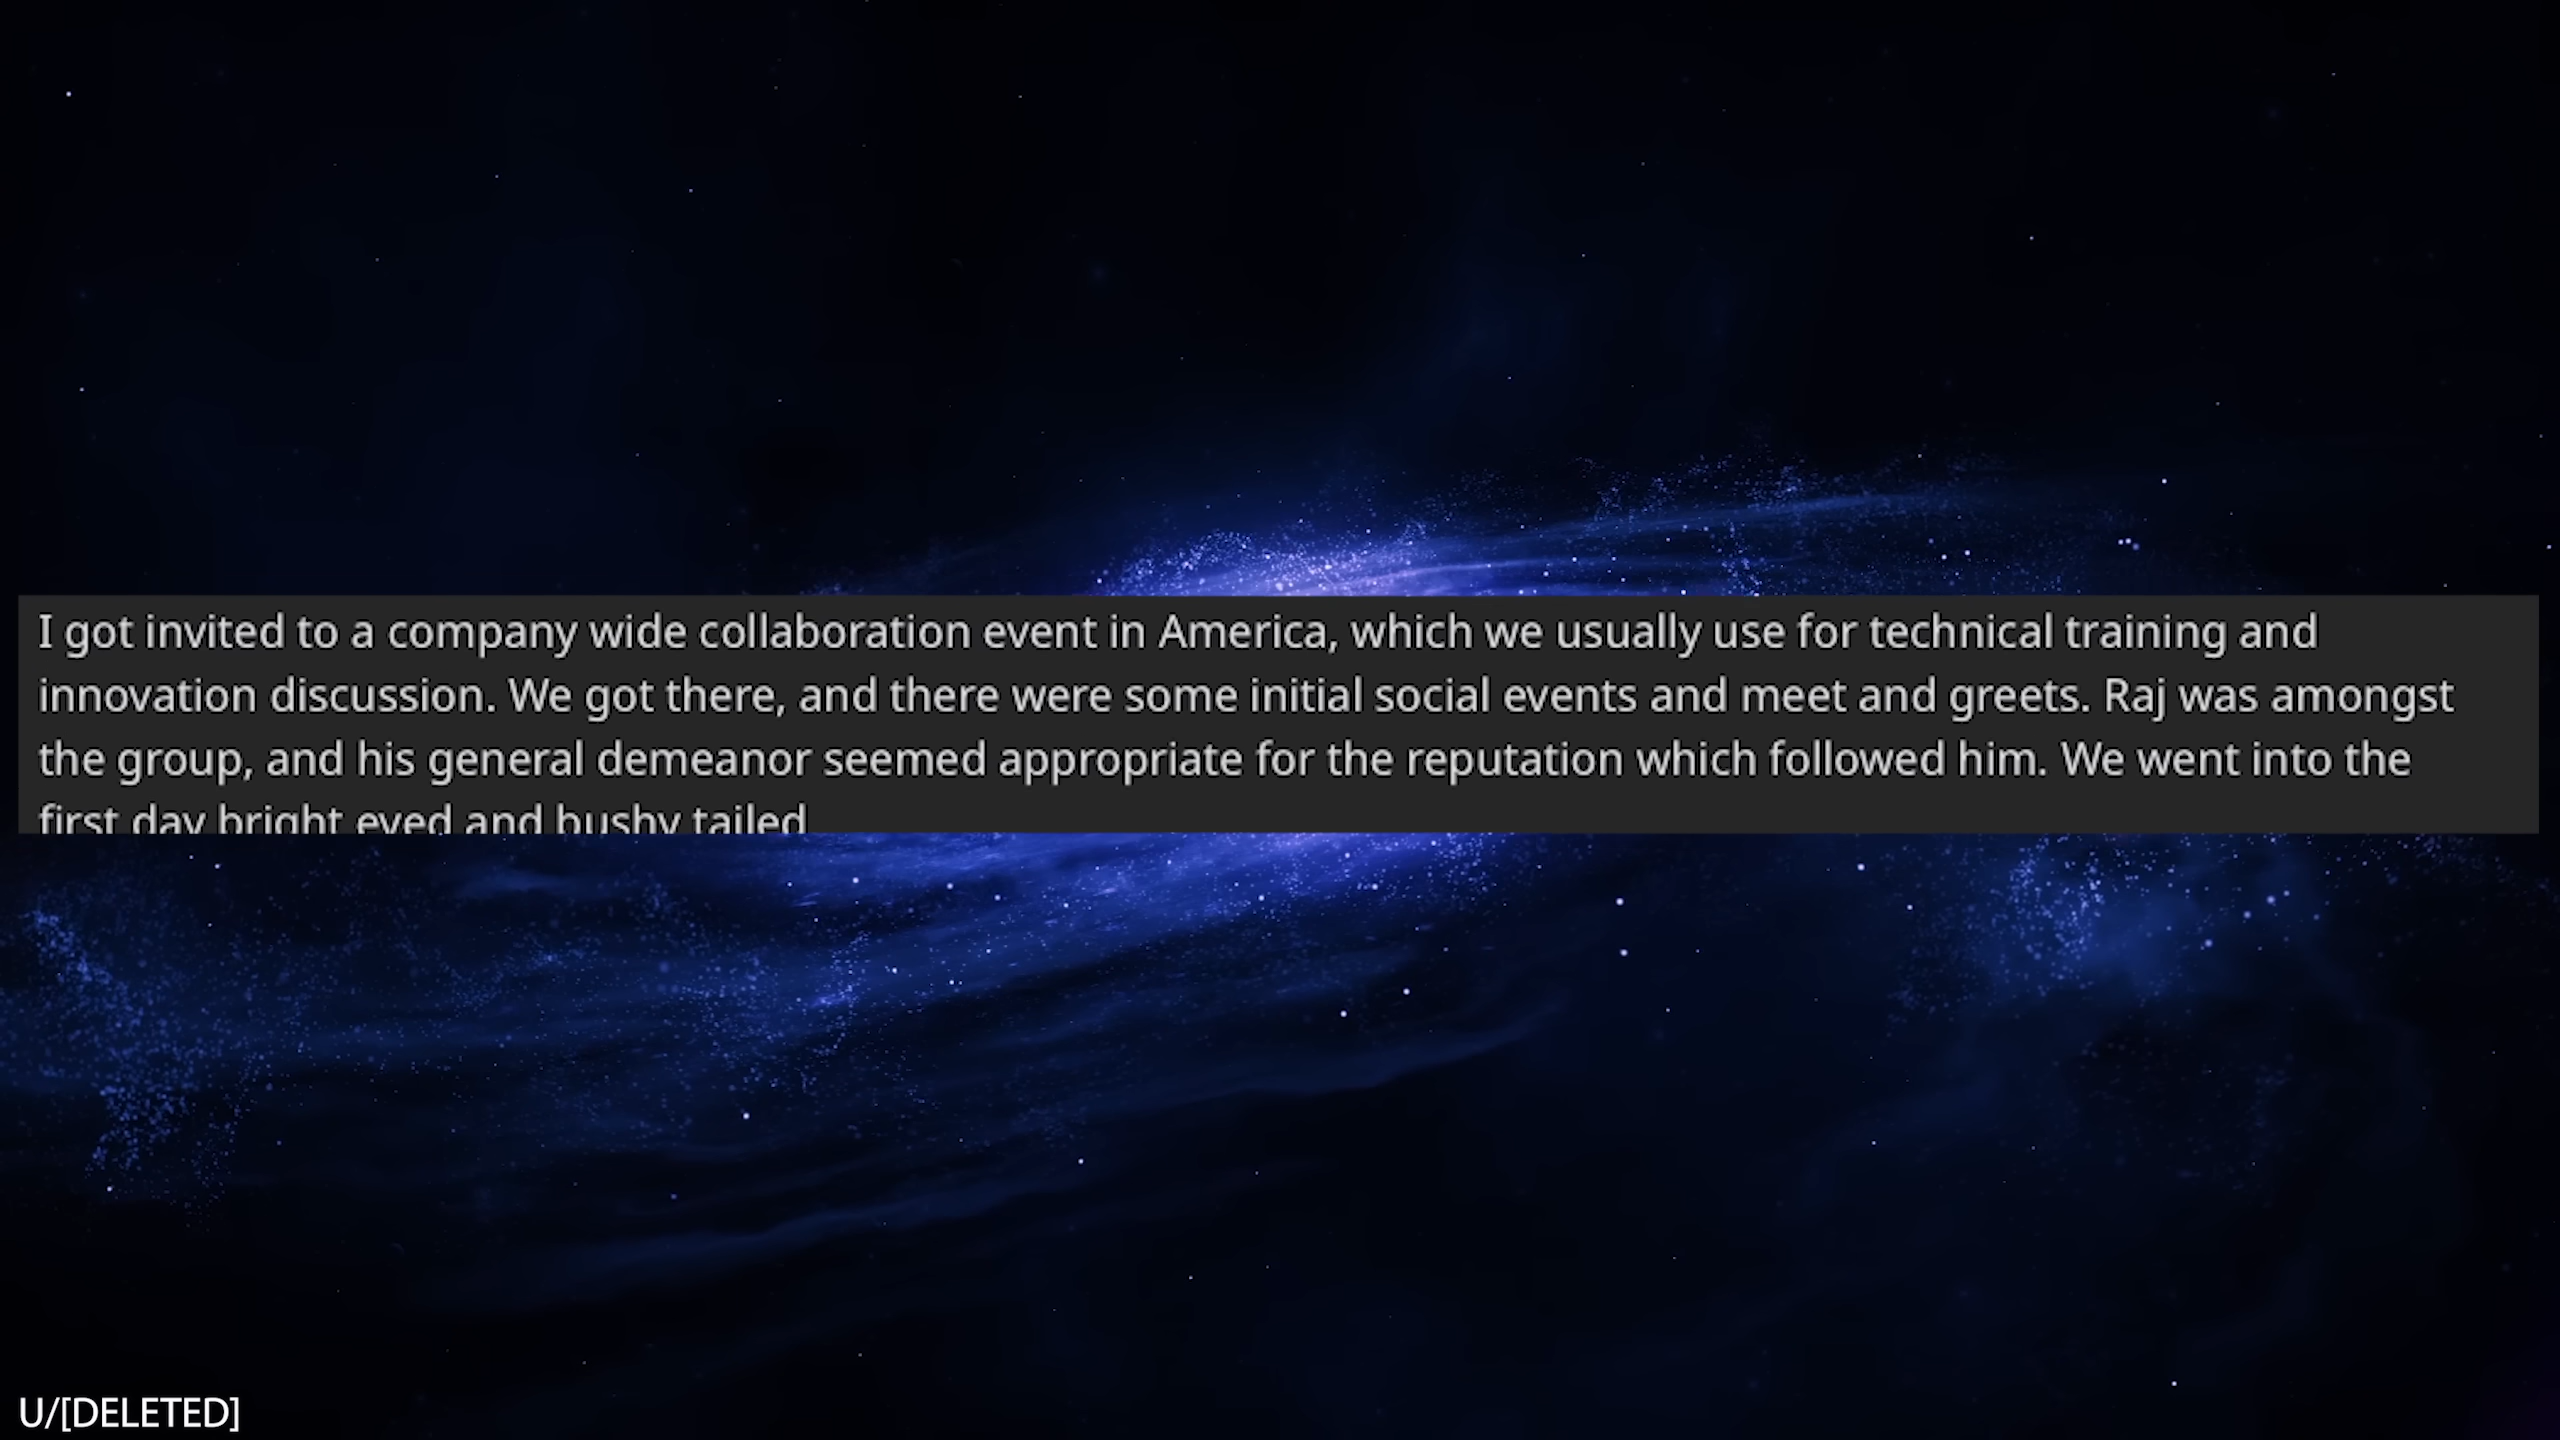 I got invited to a company wide collaboration event in America, which we usually use for technical training and
innovation discussion. We got there, and there were some initial social events and meet and greets. Raj was amongst
the group, and his general demeanor seemed appropriate for the reputation which followed him. We went into the
first day bright eyed and bushy tailed
U/[DELETED]